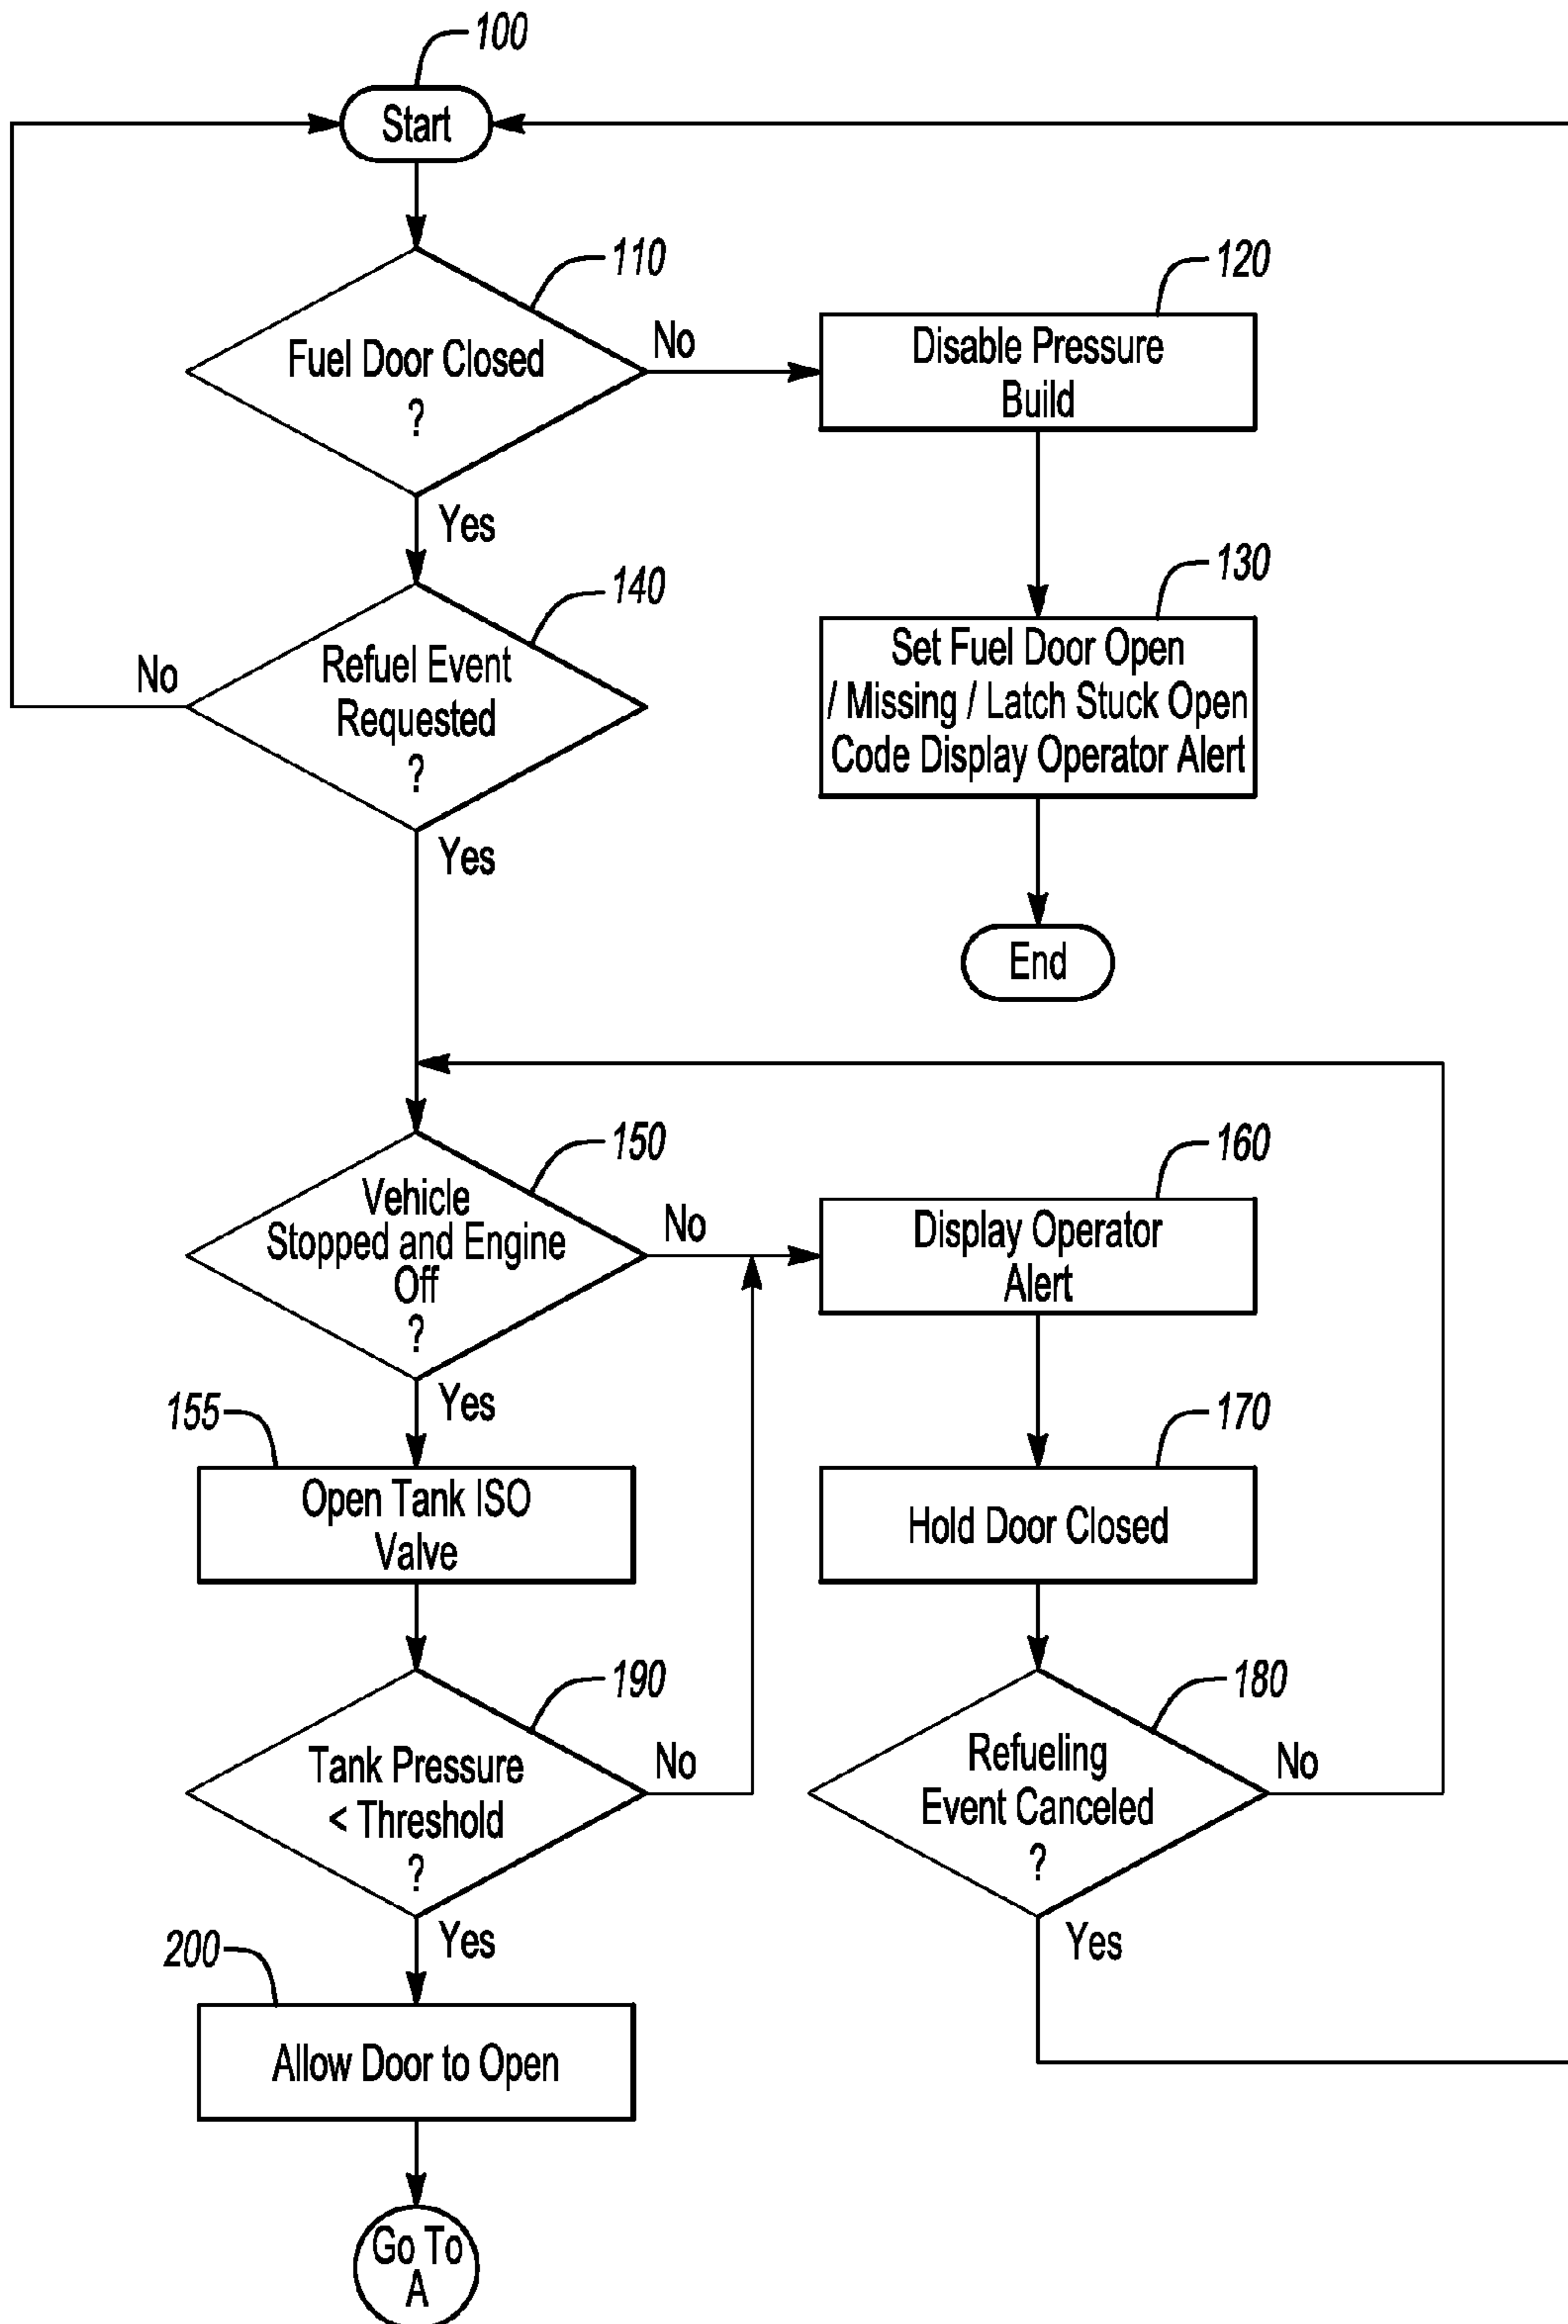 100
Start
110
Fuel Door Closed
?
No
120
Disable Pressure
Build
Yes
130
Set Fuel Door Open
/ Missing / Latch Stuck Open
Code Display Operator Alert
End
140
Refuel Event
Requested
?
No
Yes
150
Vehicle
Stopped and Engine
Off
?
No
160
Display Operator
Alert
Yes
155
Open Tank ISO
Valve
170
Hold Door Closed
190
Tank Pressure
< Threshold
?
No
180
Refueling
Event Canceled
?
No
Yes
Yes
200
Allow Door to Open
Go To
A